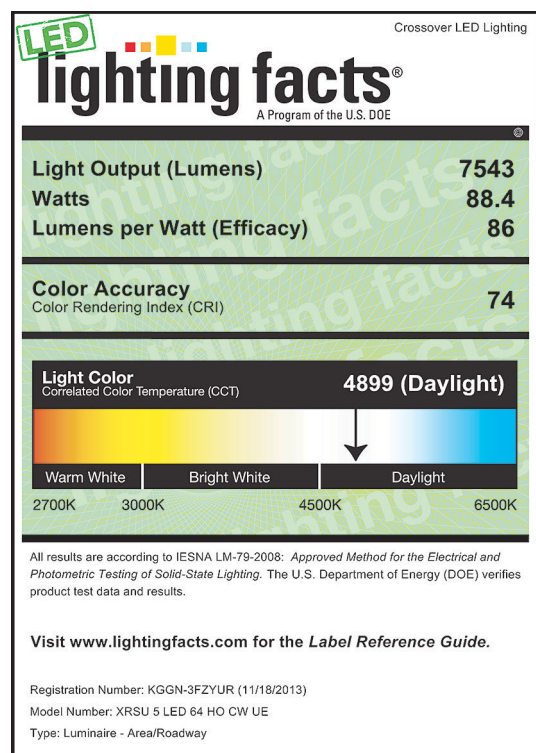 Crossover LED Lighting
LED
lighting facts®
A Program of the U.S. DOE
Light Output (Lumens) 7543
Watts 88.4
Lumens per Watt (Efficacy) 86
Color Accuracy
Color Rendering Index (CRI) 74
Light Color
Correlated Color Temperature (CCT) 4899 (Daylight)
Warm White Bright White Daylight
2700K 3000K 4500K 6500K
All results are according to IESNA LM-79-2008: Approved Method for the Electrical and
Photometric Testing of Solid-State Lighting. The U.S. Department of Energy (DOE) verifies
product test data and results.
Visit www.lightingfacts.com for the Label Reference Guide.
Registration Number: KGGN-3FZYUR (11/18/2013)
Model Number: XRSU 5 LED 64 HO CW UE
Type: Luminaire - Area/Roadway